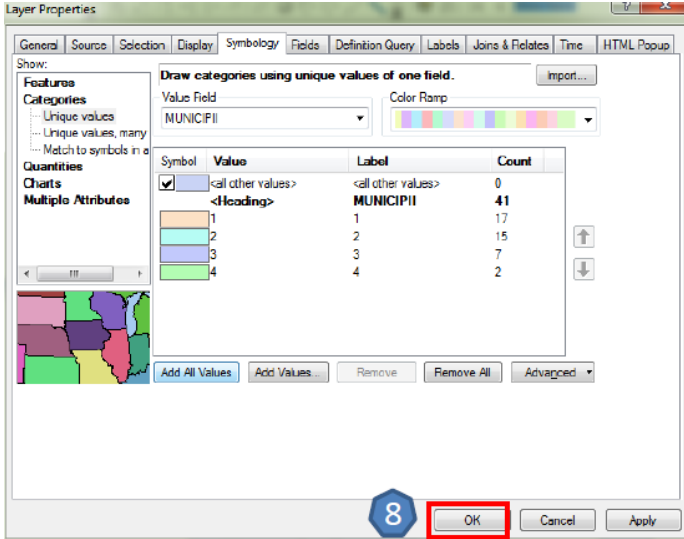 Layer Properties
General Source Selection Display Symbology Fields Definition Query Labels Joins & Relates Time HTML Popup
Show:
Features
Categories
Unique values
Unique values, many
Match to symbols in a
Quantities
Charts
Multiple Attributes
Draw categories using unique values of one field.
Import...
Value Field
Color Ramp
MUNICIPII
Symbol Value Label Count
<all other values> <all other values> 0
<Heading> MUNICIPII 41
1 1 17
2 2 15
3 3 7
4 4 2
Add All Values Add Values... Remove Remove All Advanced
8
OK Cancel Apply